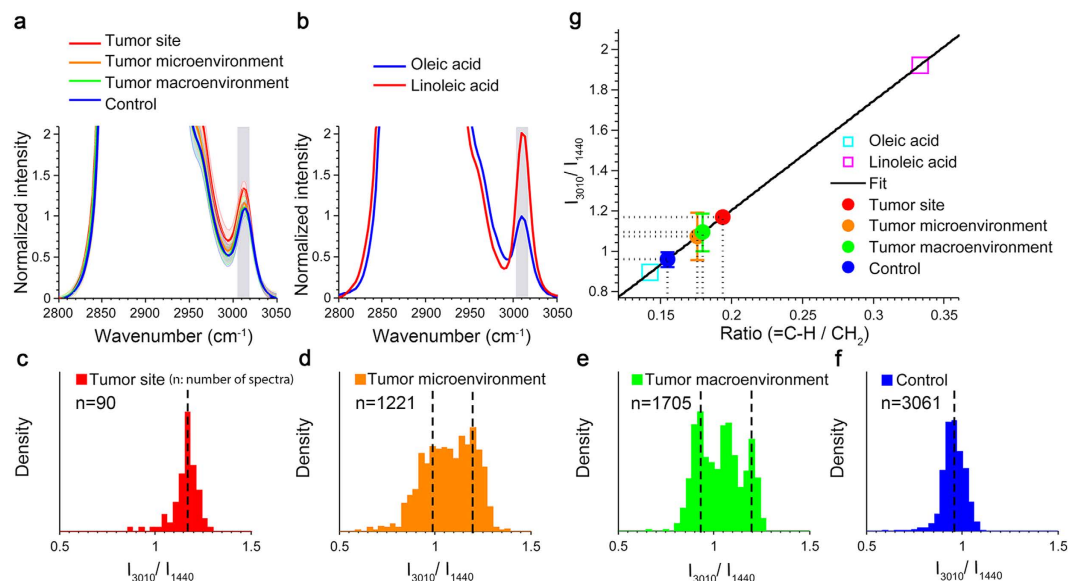 a
Tumor site
Tumor microenvironment
Tumor macroenvironment
Control
Normalized intensity
2
1.5
1
0.5
0
2800 2850 2900 2950 3000 3050
Wavenumber (cm-1)
b
Oleic acid
Linoleic acid
Normalized intensity
2
1.5
1
0.5
0
2800 2850 2900 2950 3000 3050
Wavenumber (cm-1)
g
I3010/ I1440
2
1.8
1.6
1.4
1.2
1
0.8
0.15 0.2 0.25 0.3 0.35
Ratio (=C-H / CH2)
Oleic acid
Linoleic acid
Fit
Tumor site
Tumor microenvironment
Tumor macroenvironment
Control
c
Tumor site (n: number of spectra)
n=90
Density
0.5 1 1.5
I3010/ I1440
d
Tumor microenvironment
n=1221
Density
0.5 1 1.5
I3010/ I1440
e
Tumor macroenvironment
n=1705
Density
0.5 1 1.5
I3010/ I1440
f
Control
n=3061
Density
0.5 1 1.5
I3010/ I1440